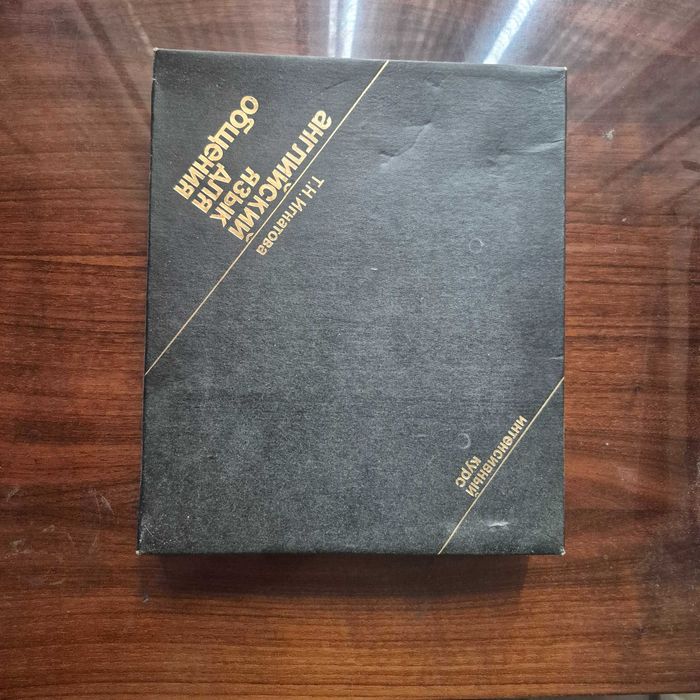 Т.Н. Игнатова
английский
язык
для
общения
интенсивный
курс